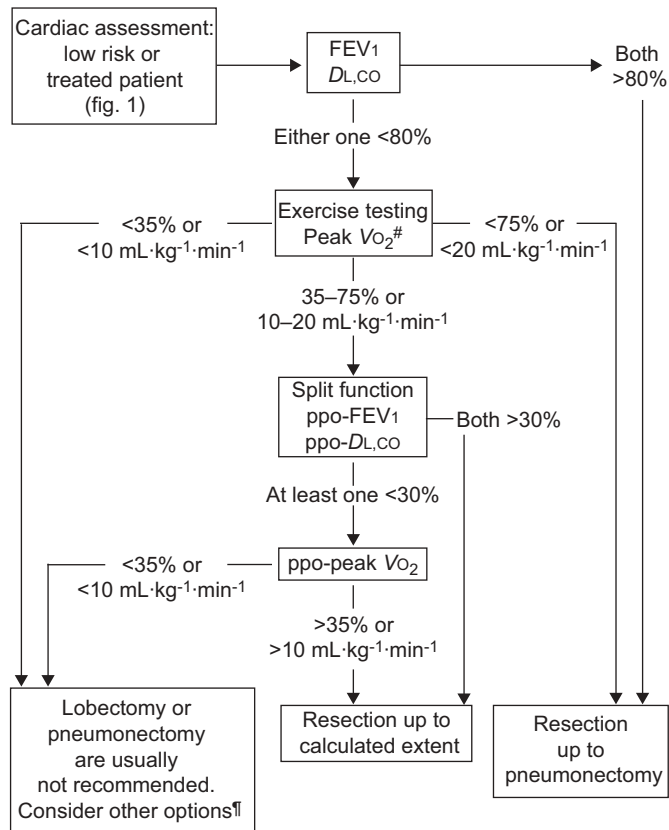 Cardiac assessment:
low risk or
treated patient
(fig. 1)
FEV1
DL,CO
Both
>80%
Either one <80%
<35% or
<10 mL·kg-1·min-1
Exercise testing
Peak VO2#
<75% or
<20 mL·kg-1·min-1
35–75% or
10–20 mL·kg-1·min-1
Split function
ppo-FEV1
ppo-DL,CO
Both >30%
At least one <30%
<35% or
<10 mL·kg-1·min-1
ppo-peak VO2
>35% or
>10 mL·kg-1·min-1
Lobectomy or
pneumonectomy
are usually
not recommended.
Consider other options¶
Resection up to
calculated extent
Resection
up to
pneumonectomy